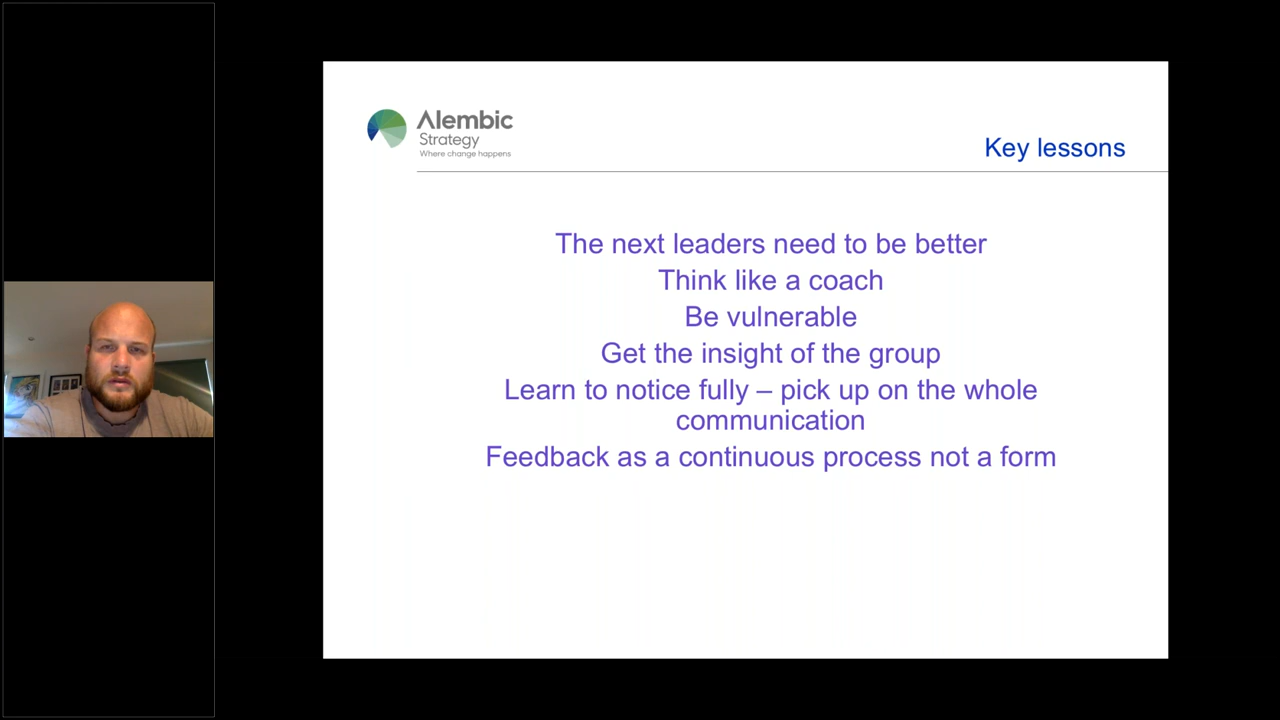 Alembic
Strategy
Where change happens
Key lessons
The next leaders need to be better
Think like a coach
Be vulnerable
Get the insight of the group
Learn to notice fully – pick up on the whole
communication
Feedback as a continuous process not a form